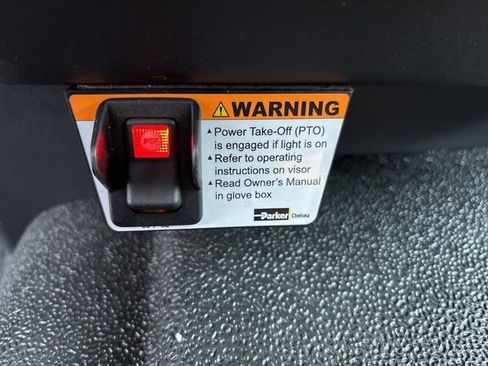 WARNING
▲Power Take-Off (PTO)
is engaged if light is on
▲Refer to operating
instructions on visor
▲Read Owner's Manual
in glove box
Parker Chelsea